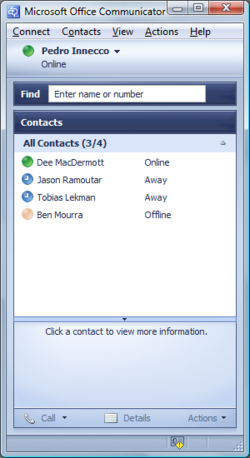 Microsoft Office Communicator
Connect Contacts View Actions Help
Pedro Innecco
Online
Find Enter name or number
Contacts
All Contacts (3/4)
Dee MacDermott Online
Jason Ramoutar Away
Tobias Lekman Away
Ben Mourra Offline
Click a contact to view more information.
Call Details Actions